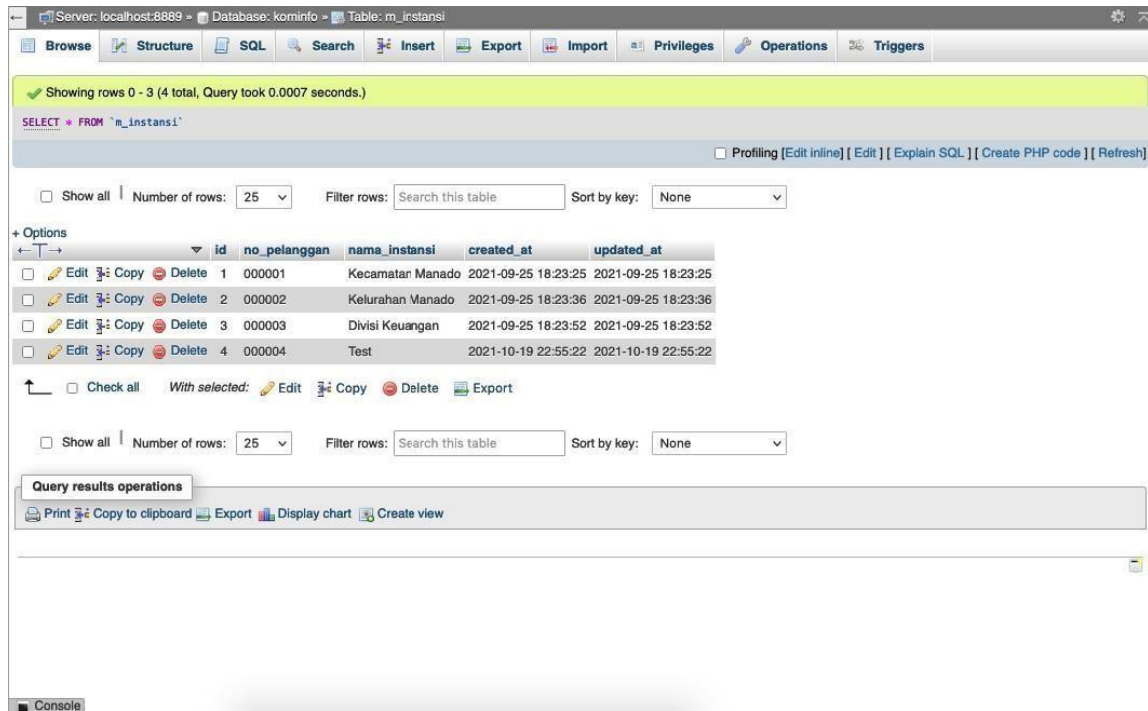 Server: localhost:8889 » Database: kominfo » Table: m_instansi
Browse Structure SQL Search Insert Export Import Privileges Operations Triggers
Showing rows 0 - 3 (4 total, Query took 0.0007 seconds.)
SELECT * FROM `m_instansi`
Profiling [Edit inline] [ Edit ] [ Explain SQL ] [ Create PHP code ] [ Refresh]
Show all | Number of rows: 25 Filter rows: Search this table Sort by key: None
+ Options
←T→ id no_pelanggan nama_instansi created_at updated_at
Edit Copy Delete 1 000001 Kecamatan Manado 2021-09-25 18:23:25 2021-09-25 18:23:25
Edit Copy Delete 2 000002 Kelurahan Manado 2021-09-25 18:23:36 2021-09-25 18:23:36
Edit Copy Delete 3 000003 Divisi Keuangan 2021-09-25 18:23:52 2021-09-25 18:23:52
Edit Copy Delete 4 000004 Test 2021-10-19 22:55:22 2021-10-19 22:55:22
Check all With selected: Edit Copy Delete Export
Show all | Number of rows: 25 Filter rows: Search this table Sort by key: None
Query results operations
Print Copy to clipboard Export Display chart Create view
Console